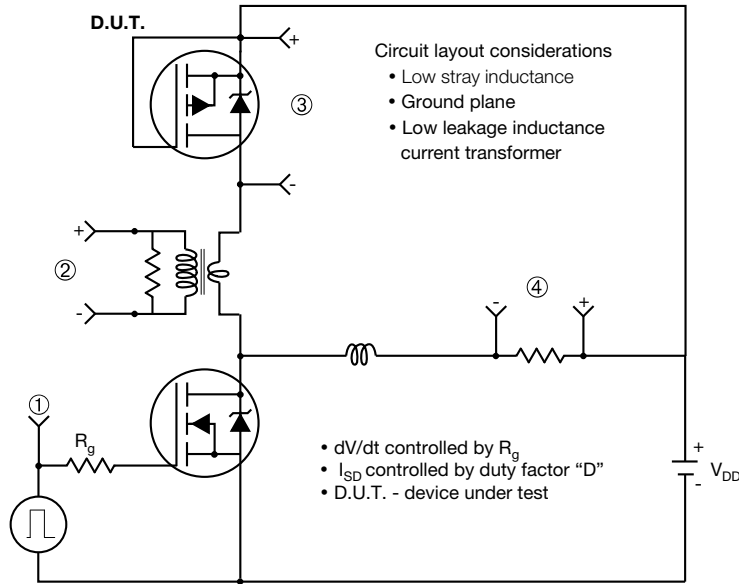 D.U.T.
+
Circuit layout considerations
• Low stray inductance
③
• Ground plane
• Low leakage inductance
current transformer
-
+
②
-
④
-
+
①
R_g
• dV/dt controlled by R_g
• I_SD controlled by duty factor “D”
• D.U.T. - device under test
+
V_DD
-